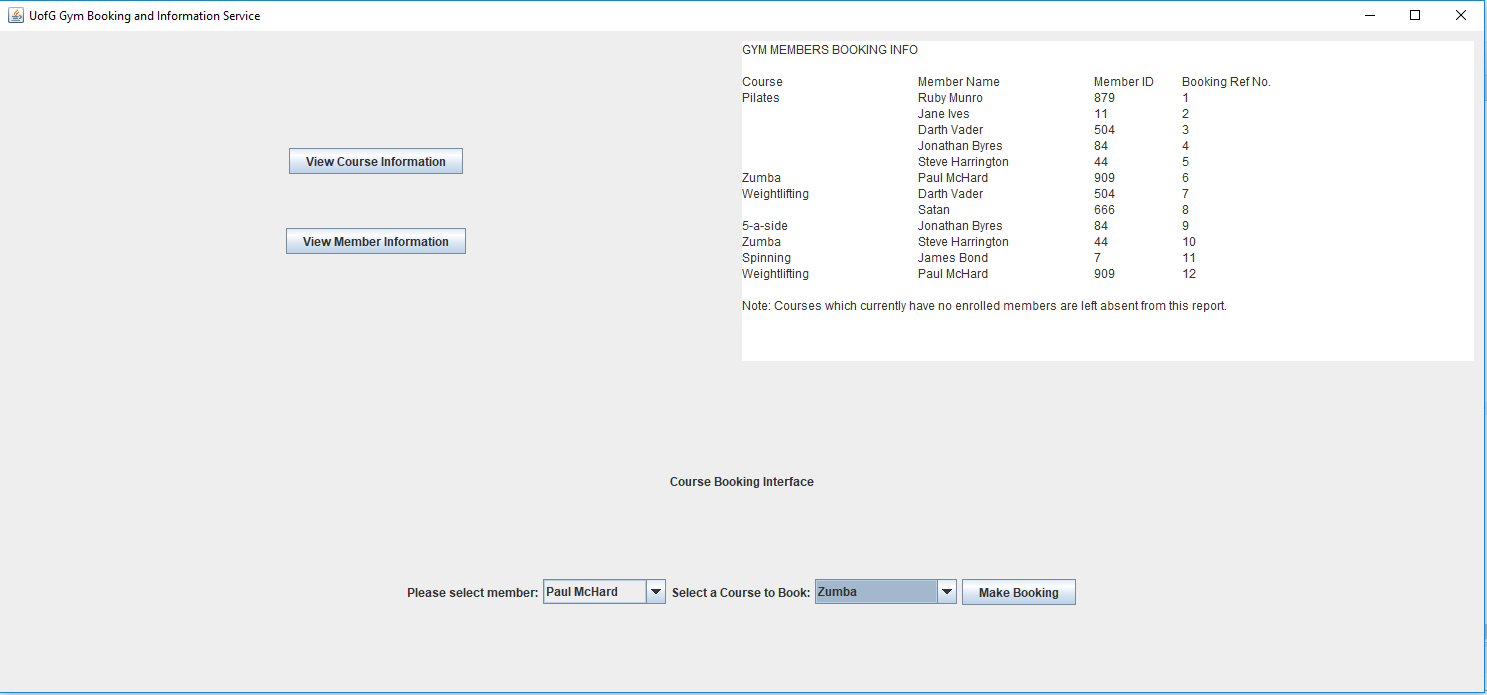 UofG Gym Booking and Information Service
View Course Information
View Member Information
GYM MEMBERS BOOKING INFO
Course Member Name Member ID Booking Ref No.
Pilates Ruby Munro 879 1
Jane Ives 11 2
Darth Vader 504 3
Jonathan Byres 84 4
Steve Harrington 44 5
Zumba Paul McHard 909 6
Weightlifting Darth Vader 504 7
Satan 666 8
5-a-side Jonathan Byres 84 9
Zumba Steve Harrington 44 10
Spinning James Bond 7 11
Weightlifting Paul McHard 909 12
Note: Courses which currently have no enrolled members are left absent from this report.
Course Booking Interface
Please select member: Paul McHard Select a Course to Book: Zumba Make Booking